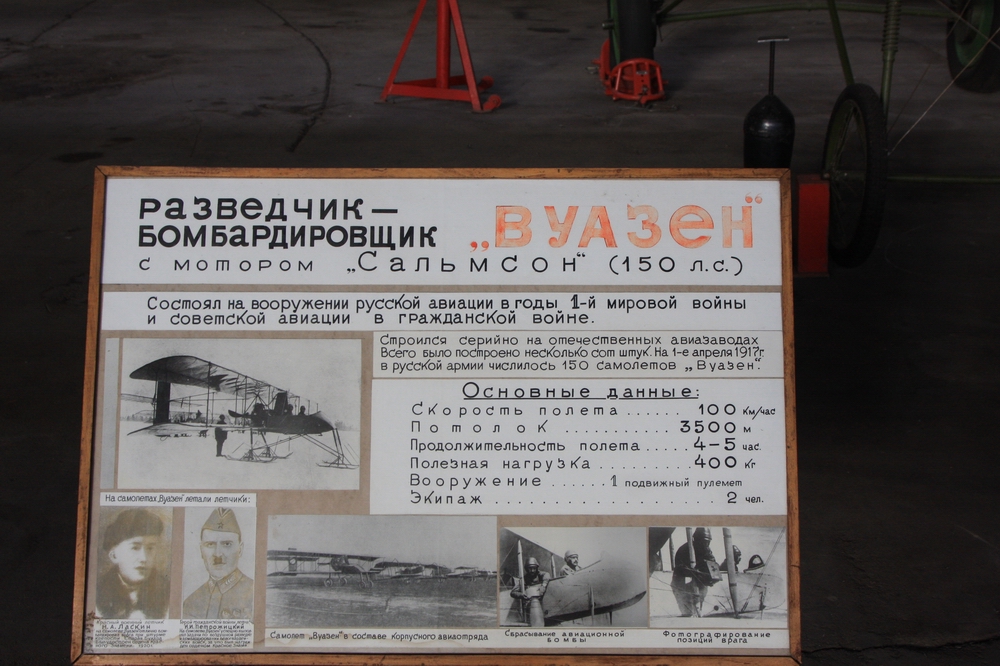 Разведчик —
бомбардировщик „Вуазен"
с мотором „Сальмсон" (150 л.с.)
Состоял на вооружении русской авиации в годы 1-й мировой войны
и советской авиации в гражданской войне.
Строился серийно на отечественных авиазаводах
Всего было построено несколько сот штук. На 1-е апреля 1917г.
в русской армии числилось 150 самолетов „Вуазен".
Основные данные:
Скорость полета ...... 100 км/час
Потолок ........... 3500 м
Продолжительность полета ..... 4-5 час.
Полезная нагрузка ......... 400 кг
Вооружение ...... 1 подвижный пулемет
Экипаж ..................... 2 чел.
На самолетах „Вуазен" летали летчики:
В.А. Ласкин
И.К. Петрожицкий
Самолет „Вуазен" в составе корпусного авиаотряда
Сбрасывание авиационной
бомбы
Фотографирование
позиций врага